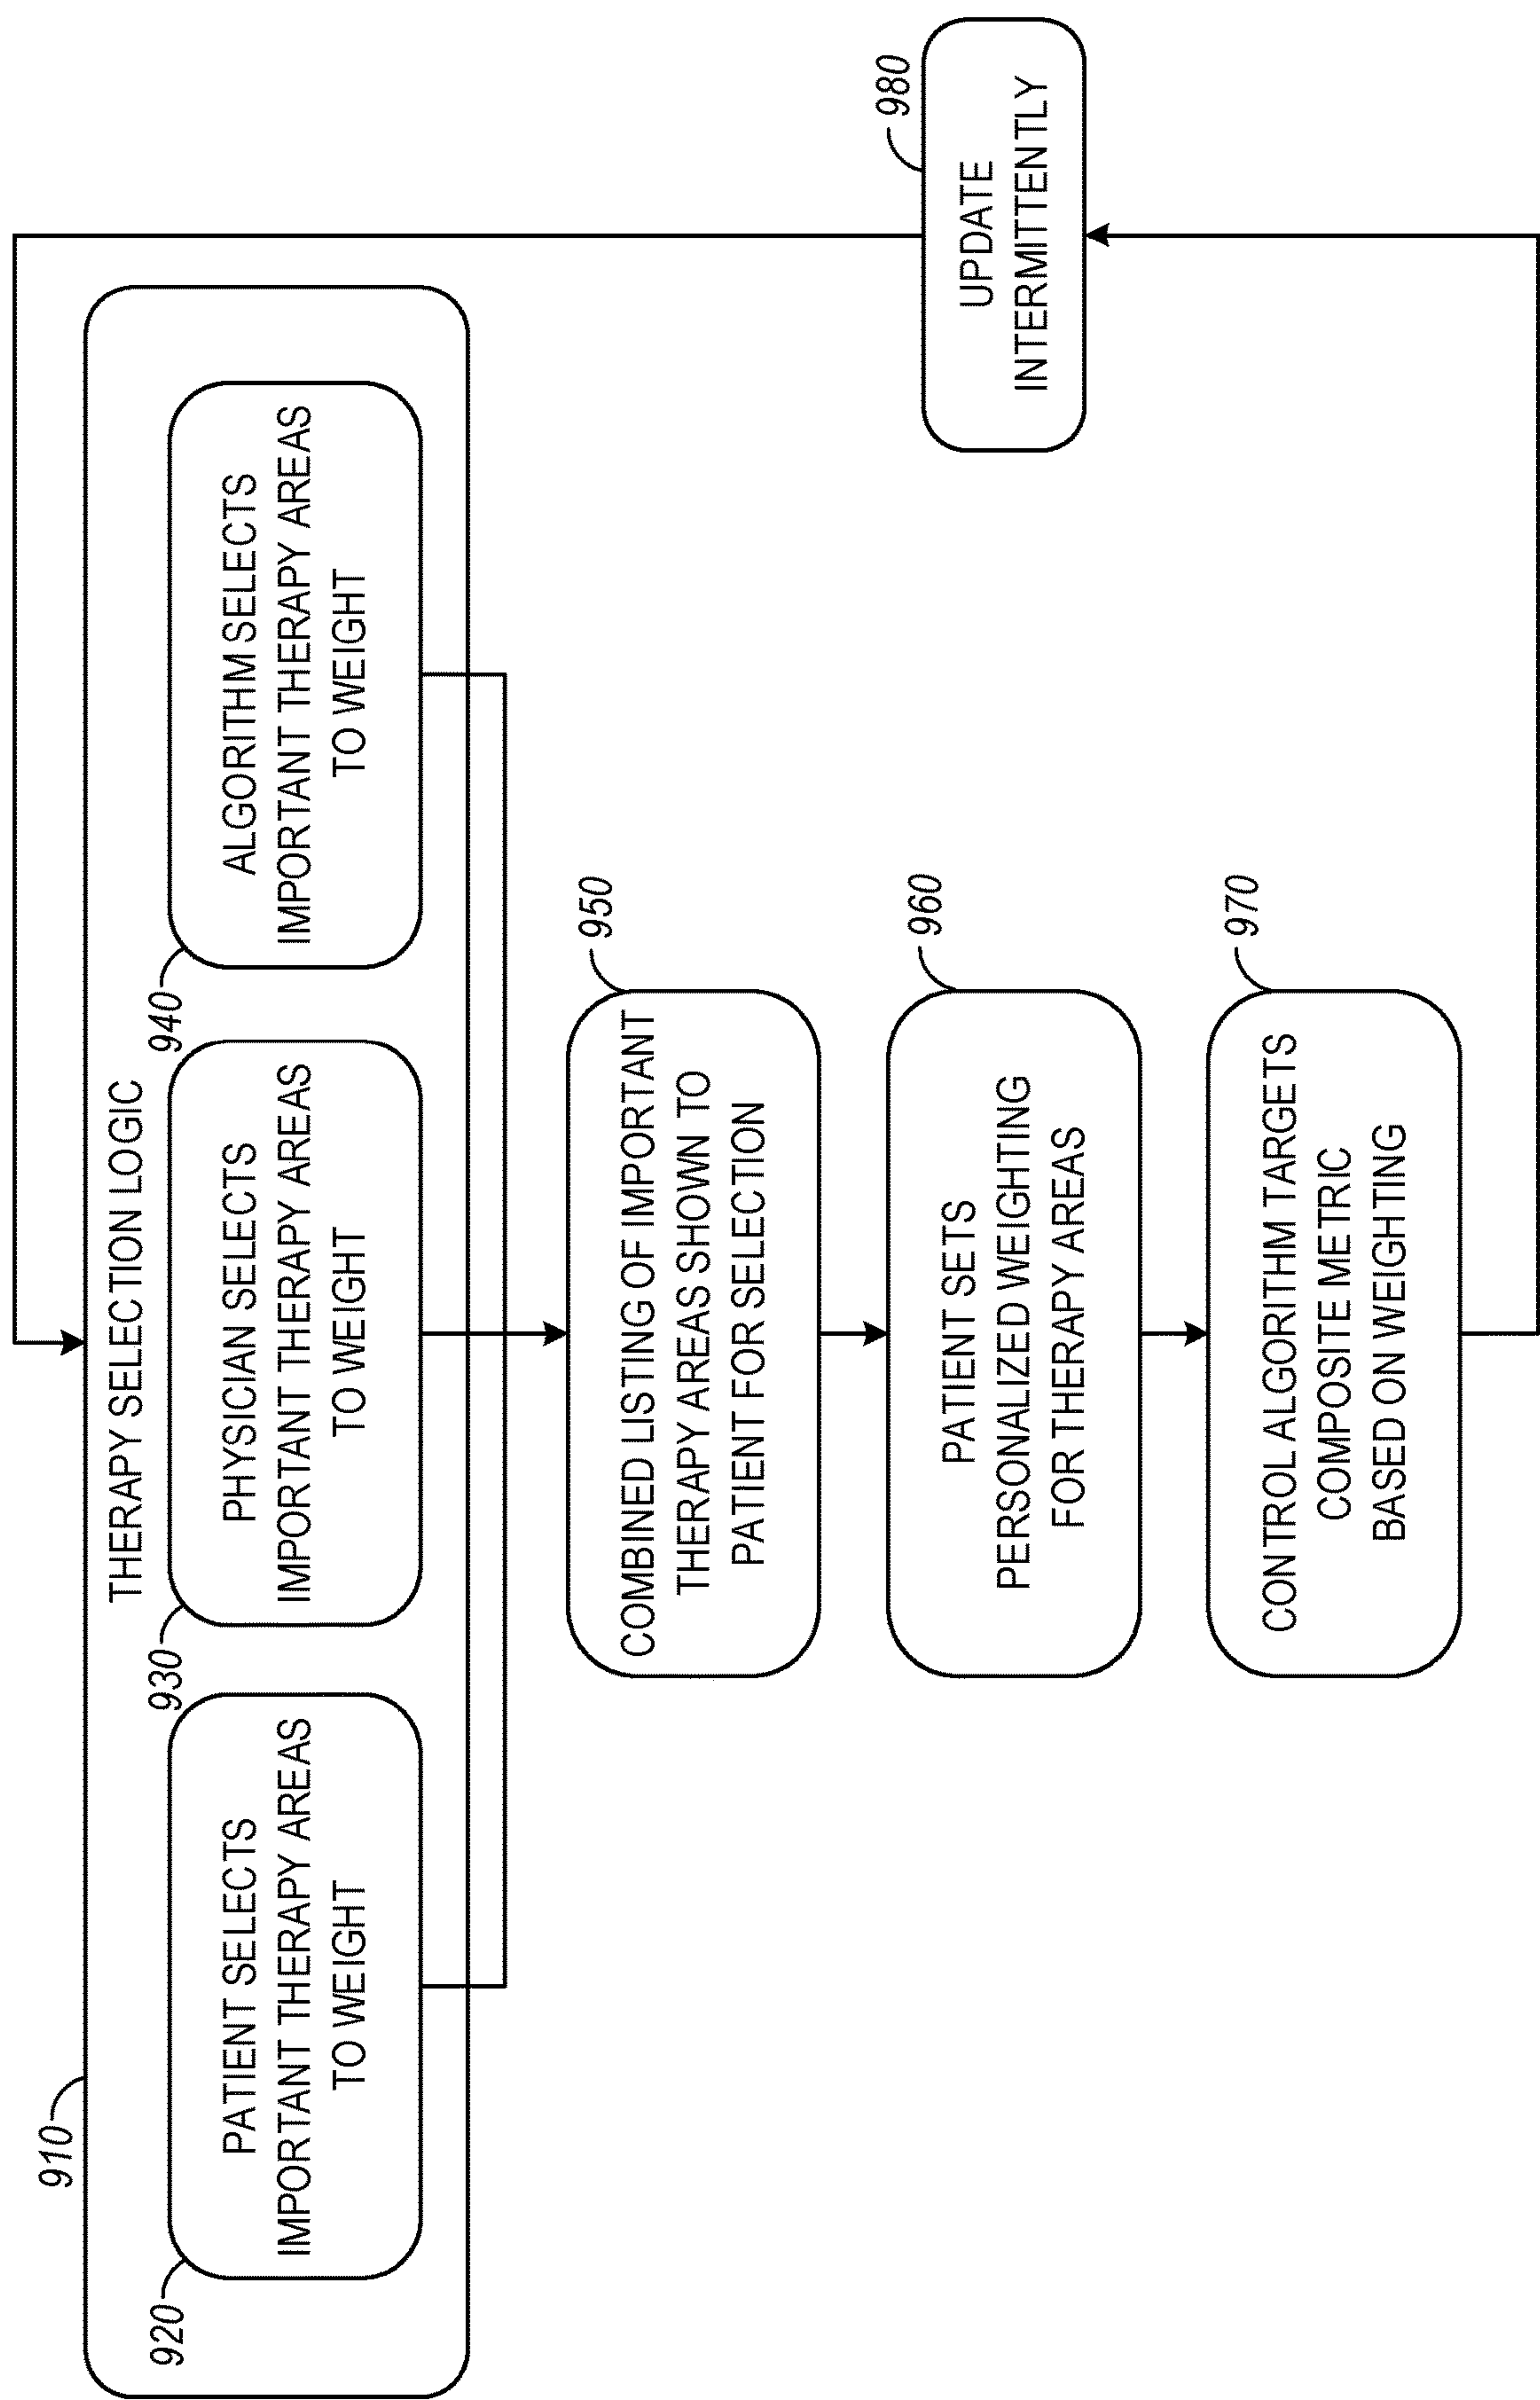 910
THERAPY SELECTION LOGIC
920
PATIENT SELECTS
IMPORTANT THERAPY AREAS
TO WEIGHT
930
PHYSICIAN SELECTS
IMPORTANT THERAPY AREAS
TO WEIGHT
940
ALGORITHM SELECTS
IMPORTANT THERAPY AREAS
TO WEIGHT
950
COMBINED LISTING OF IMPORTANT
THERAPY AREAS SHOWN TO
PATIENT FOR SELECTION
960
PATIENT SETS
PERSONALIZED WEIGHTING
FOR THERAPY AREAS
970
CONTROL ALGORITHM TARGETS
COMPOSITE METRIC
BASED ON WEIGHTING
980
UPDATE
INTERMITTENTLY